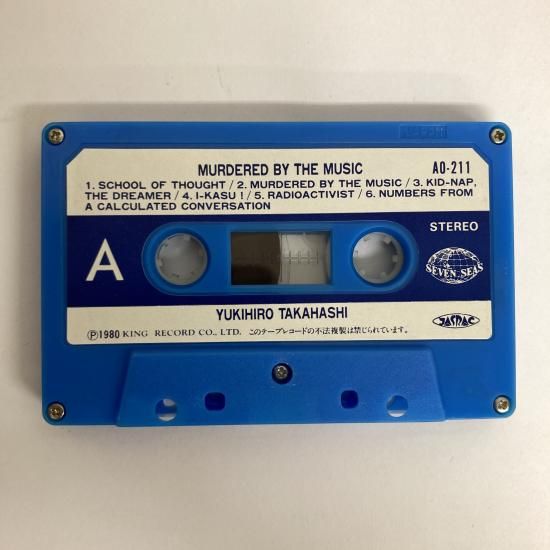 MURDERED BY THE MUSIC AO-211
1. SCHOOL OF THOUGHT / 2. MURDERED BY THE MUSIC / 3. KID-NAP,
THE DREAMER / 4. I-KASU ! / 5. RADIOACTIVIST / 6. NUMBERS FROM
A CALCULATED CONVERSATION
STEREO
A
SEVEN SEAS
YUKIHIRO TAKAHASHI
Ⓟ1980 KING RECORD CO., LTD. このテープレコードの不法複製は禁じられています。
JASRAC